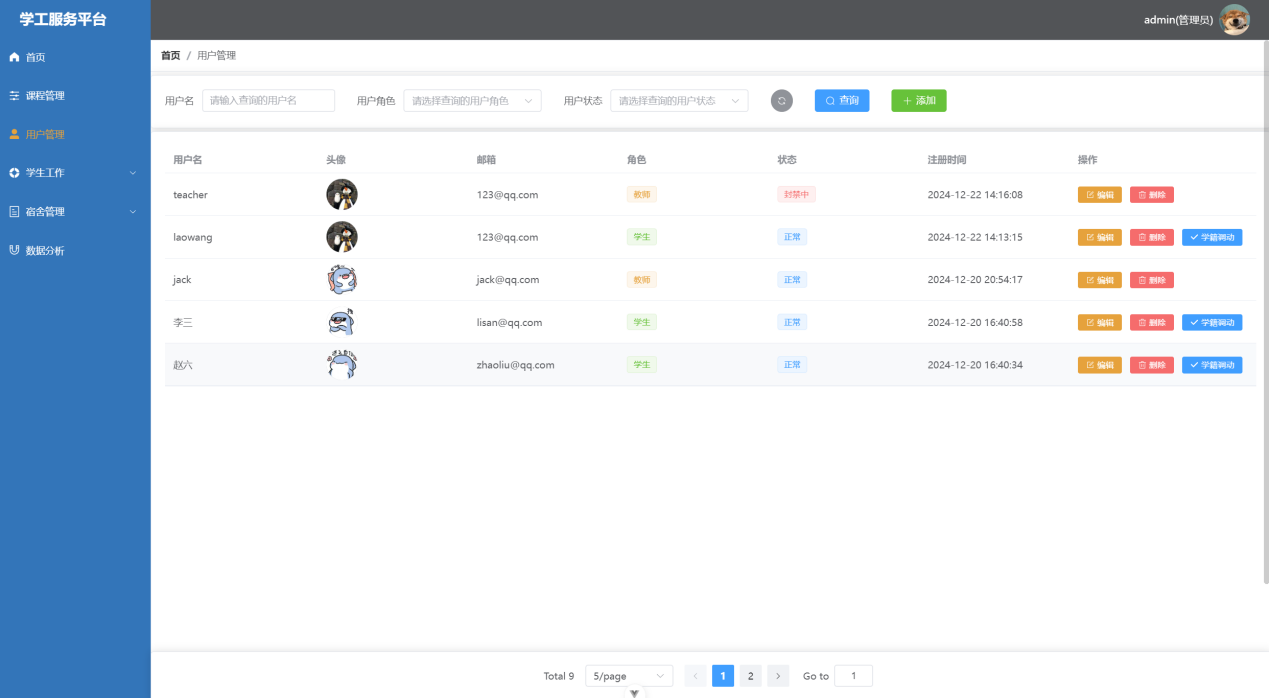 学工服务平台
admin(管理员)
首页
课程管理
用户管理
学生工作
宿舍管理
数据分析
首页 / 用户管理
用户名 请输入查询的用户名 用户角色 请选择查询的用户角色 用户状态 请选择查询的用户状态 查询 添加
用户名 头像 邮箱 角色 状态 注册时间 操作
teacher 123@qq.com 教师 封禁中 2024-12-22 14:16:08 编辑 删除
laowang 123@qq.com 学生 正常 2024-12-22 14:13:15 编辑 删除 学籍调动
jack jack@qq.com 教师 正常 2024-12-20 20:54:17 编辑 删除
李三 lisan@qq.com 学生 正常 2024-12-20 16:40:58 编辑 删除 学籍调动
赵六 zhaoliu@qq.com 学生 正常 2024-12-20 16:40:34 编辑 删除 学籍调动
Total 9 5/page 1 2 Go to 1